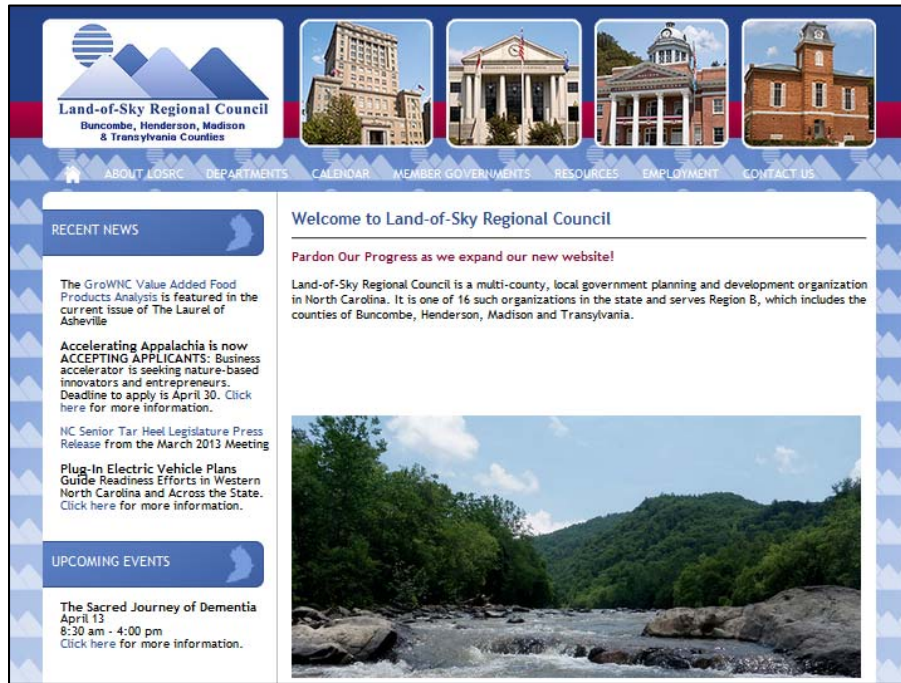 Land-of-Sky Regional Council
Buncombe, Henderson, Madison
& Transylvania Counties
ABOUT LOSRC DEPARTMENTS CALENDAR MEMBER GOVERNMENTS RESOURCES EMPLOYMENT CONTACT US
RECENT NEWS
The GroWNC Value Added Food
Products Analysis is featured in the
current issue of The Laurel of
Asheville
Accelerating Appalachia is now
ACCEPTING APPLICANTS: Business
accelerator is seeking nature-based
innovators and entrepreneurs.
Deadline to apply is April 30. Click
here for more information.
NC Senior Tar Heel Legislature Press
Release from the March 2013 Meeting
Plug-In Electric Vehicle Plans
Guide Readiness Efforts in Western
North Carolina and Across the State.
Click here for more information.
UPCOMING EVENTS
The Sacred Journey of Dementia
April 13
8:30 am - 4:00 pm
Click here for more information.
Welcome to Land-of-Sky Regional Council
Pardon Our Progress as we expand our new website!
Land-of-Sky Regional Council is a multi-county, local government planning and development organization
in North Carolina. It is one of 16 such organizations in the state and serves Region B, which includes the
counties of Buncombe, Henderson, Madison and Transylvania.